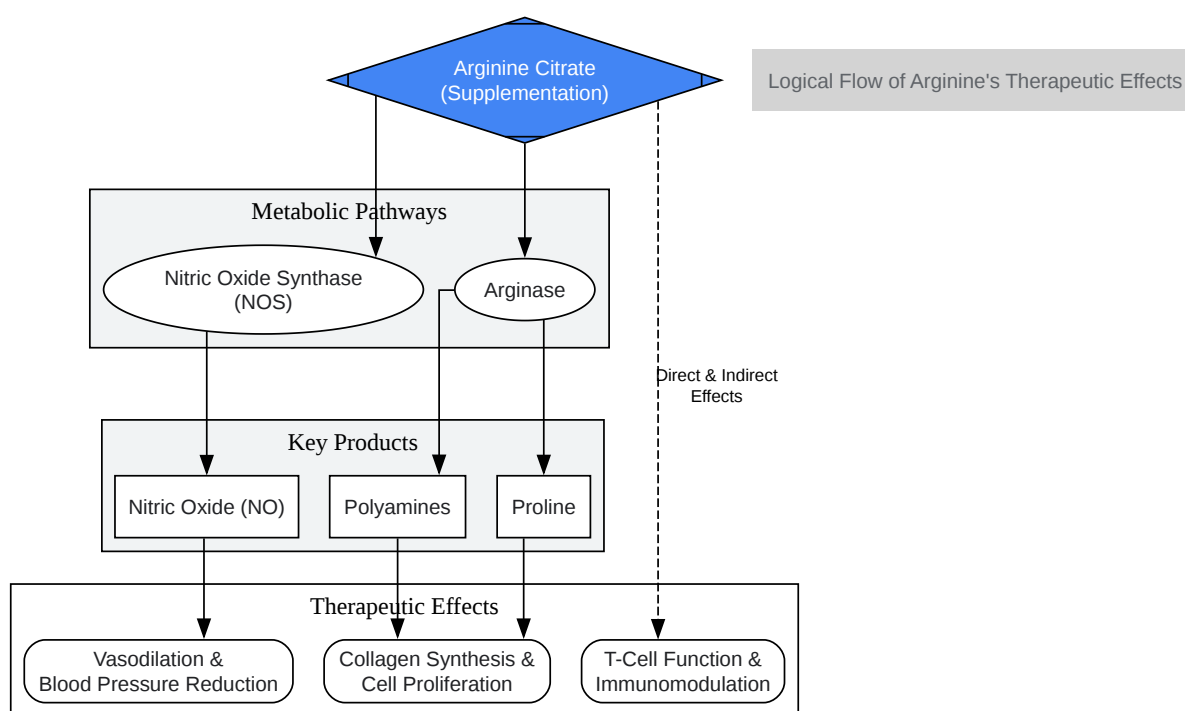 Arginine Citrate
(Supplementation)
Logical Flow of Arginine's Therapeutic Effects
Metabolic Pathways
Nitric Oxide Synthase
(NOS)
Arginase
Direct & Indirect
Effects
Key Products
Nitric Oxide (NO)
Polyamines
Proline
Therapeutic Effects
Vasodilation &
Blood Pressure Reduction
Collagen Synthesis &
Cell Proliferation
T-Cell Function &
Immunomodulation